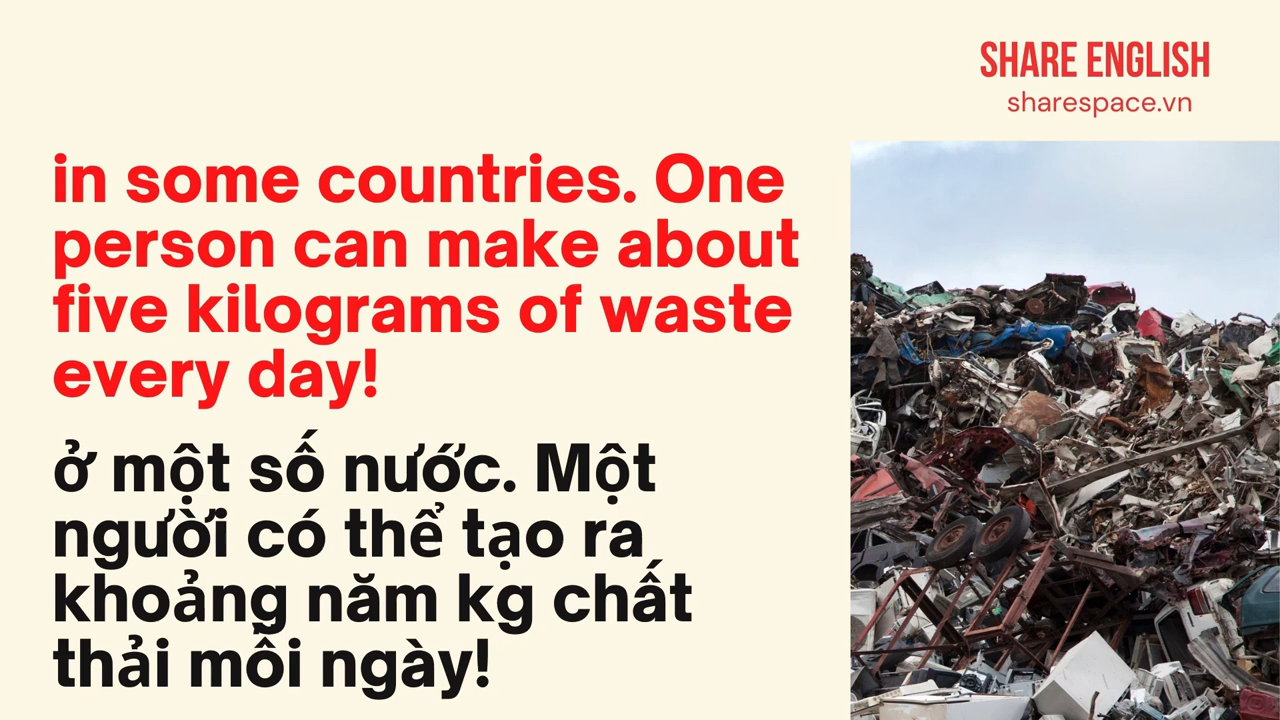 SHARE ENGLISH
sharespace.vn
in some countries. One
person can make about
five kilograms of waste
every day!
ở một số nước. Một
người có thể tạo ra
khoảng năm kg chất
thải mỗi ngày!